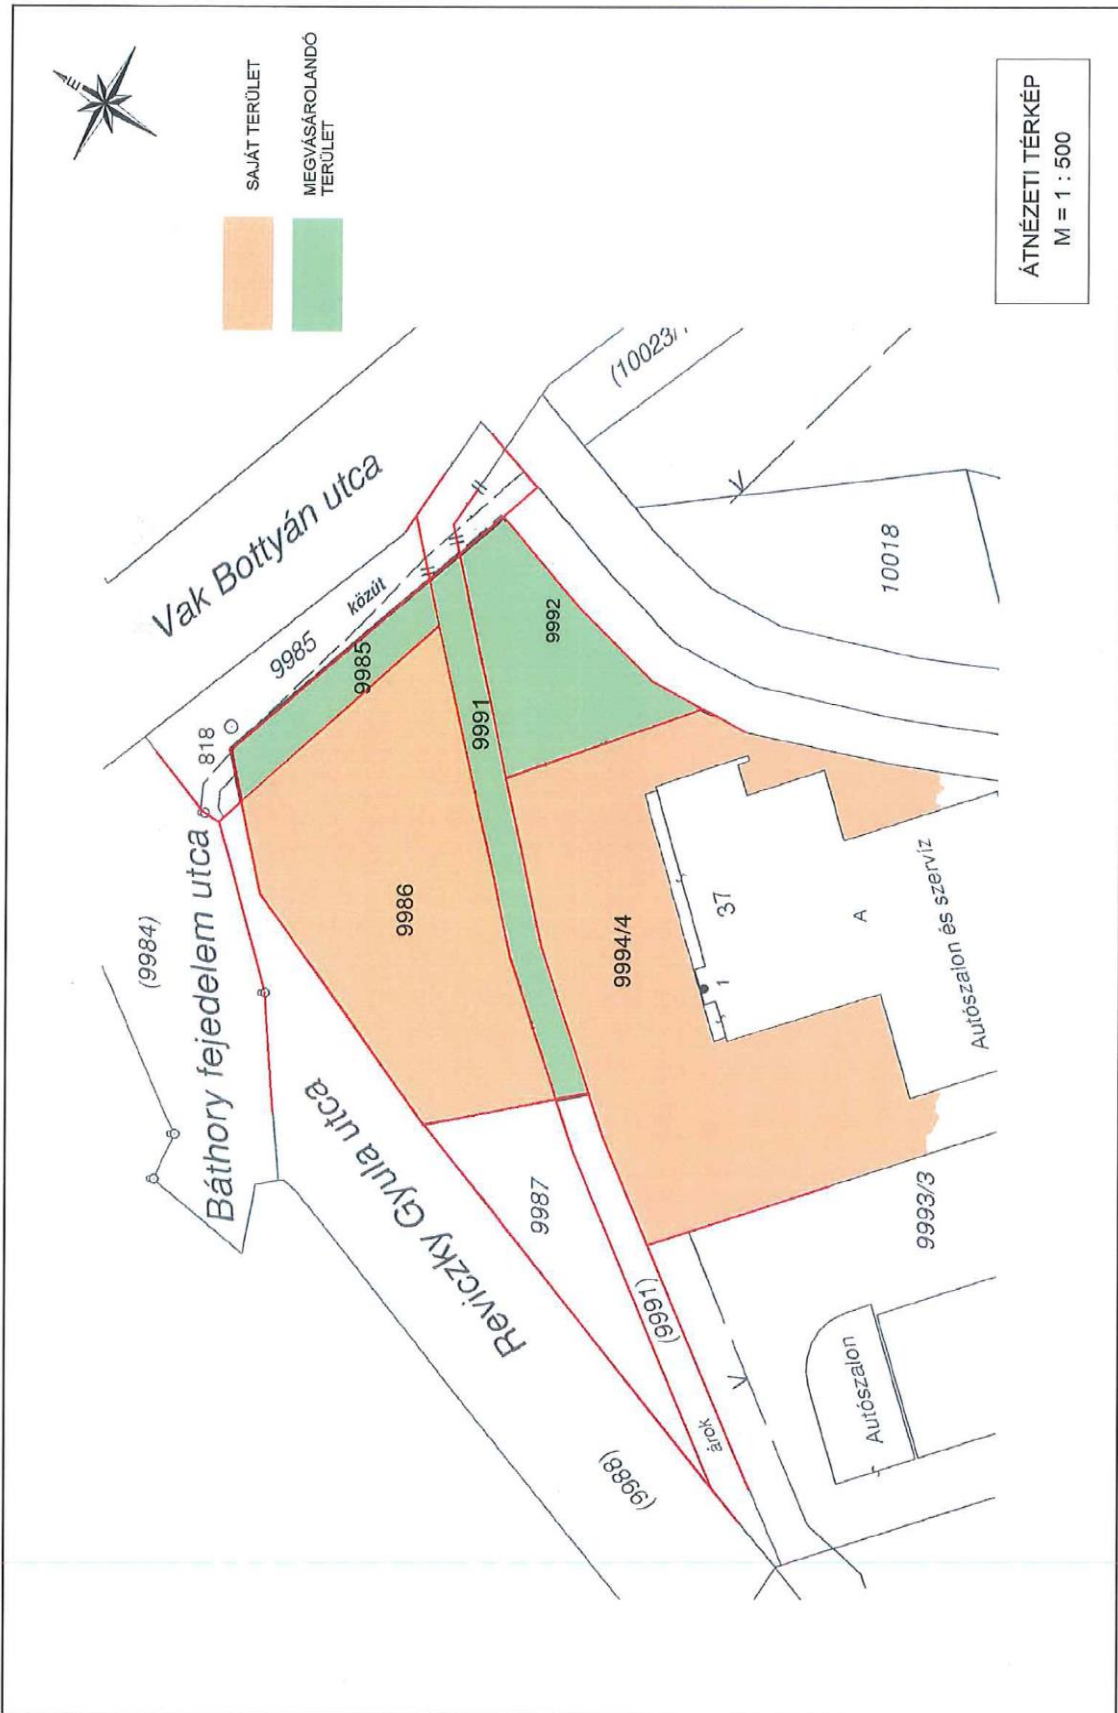 É
SAJÁT TERÜLET
MEGVÁSÁROLANDÓ
TERÜLET
ÁTNÉZETI TÉRKÉP
M = 1 : 500
Vak Bottyán utca
közút
9985
9985
818
(9984)
Báthory fejedelem utca
Reviczky Gyula utca
9986
9991
9992
(10023/
10018
V
9994/4
37
1
A
Autószalon és szervíz
9987
(9991)
9993/3
V
árok
Autószalon
(9988)